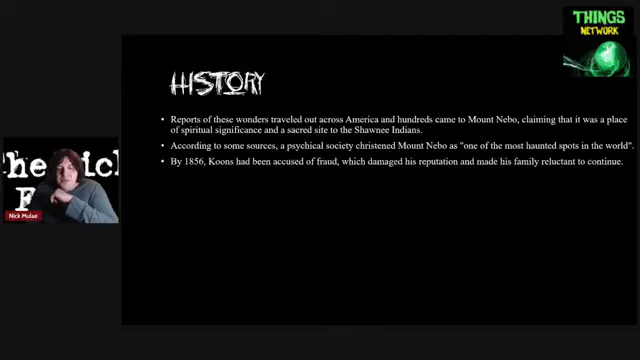 THINGS
NETWORK
HISTORY
• Reports of these wonders traveled out across America and hundreds came to Mount Nebo, claiming that it was a place
of spiritual significance and a sacred site to the Shawnee Indians.
• According to some sources, a psychical society christened Mount Nebo as "one of the most haunted spots in the world".
• By 1856, Koons had been accused of fraud, which damaged his reputation and made his family reluctant to continue.
Nick Mulae